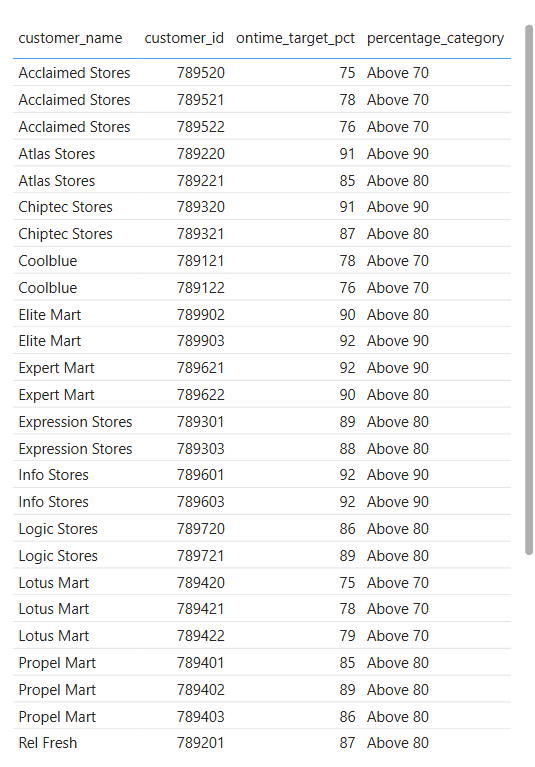 customer_name customer_id ontime_target_pct percentage_category
Acclaimed Stores 789520 75 Above 70
Acclaimed Stores 789521 78 Above 70
Acclaimed Stores 789522 76 Above 70
Atlas Stores 789220 91 Above 90
Atlas Stores 789221 85 Above 80
Chiptec Stores 789320 91 Above 90
Chiptec Stores 789321 87 Above 80
Coolblue 789121 78 Above 70
Coolblue 789122 76 Above 70
Elite Mart 789902 90 Above 80
Elite Mart 789903 92 Above 90
Expert Mart 789621 92 Above 90
Expert Mart 789622 90 Above 80
Expression Stores 789301 89 Above 80
Expression Stores 789303 88 Above 80
Info Stores 789601 92 Above 90
Info Stores 789603 92 Above 90
Logic Stores 789720 86 Above 80
Logic Stores 789721 89 Above 80
Lotus Mart 789420 75 Above 70
Lotus Mart 789421 78 Above 70
Lotus Mart 789422 79 Above 70
Propel Mart 789401 85 Above 80
Propel Mart 789402 89 Above 80
Propel Mart 789403 86 Above 80
Rel Fresh 789201 87 Above 80